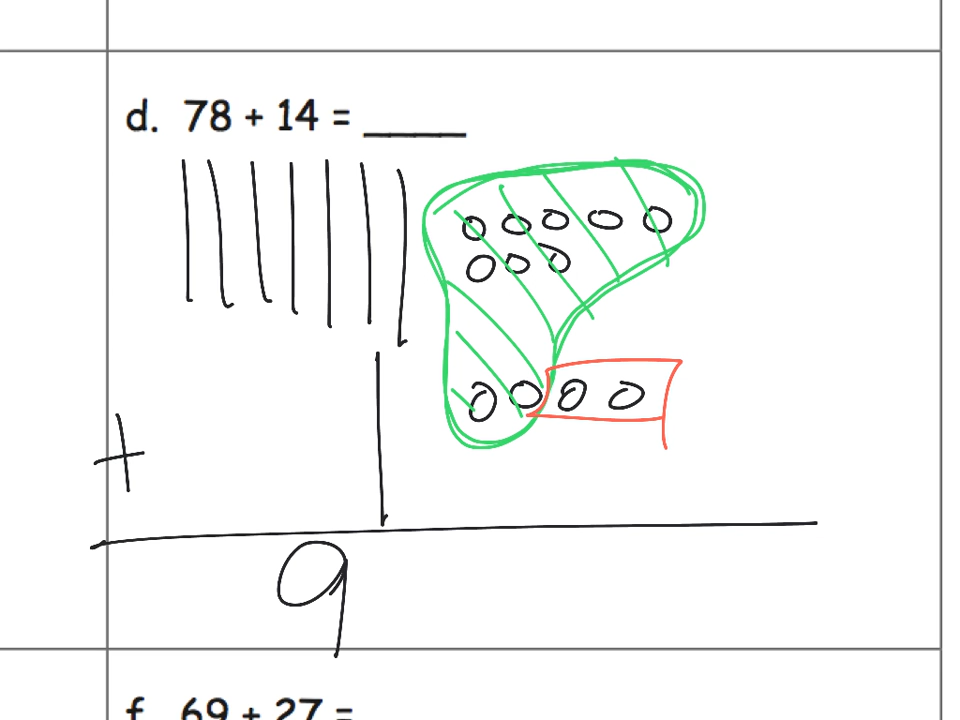 d. 78 + 14 = _____
+
9
f. 69 + 27 =